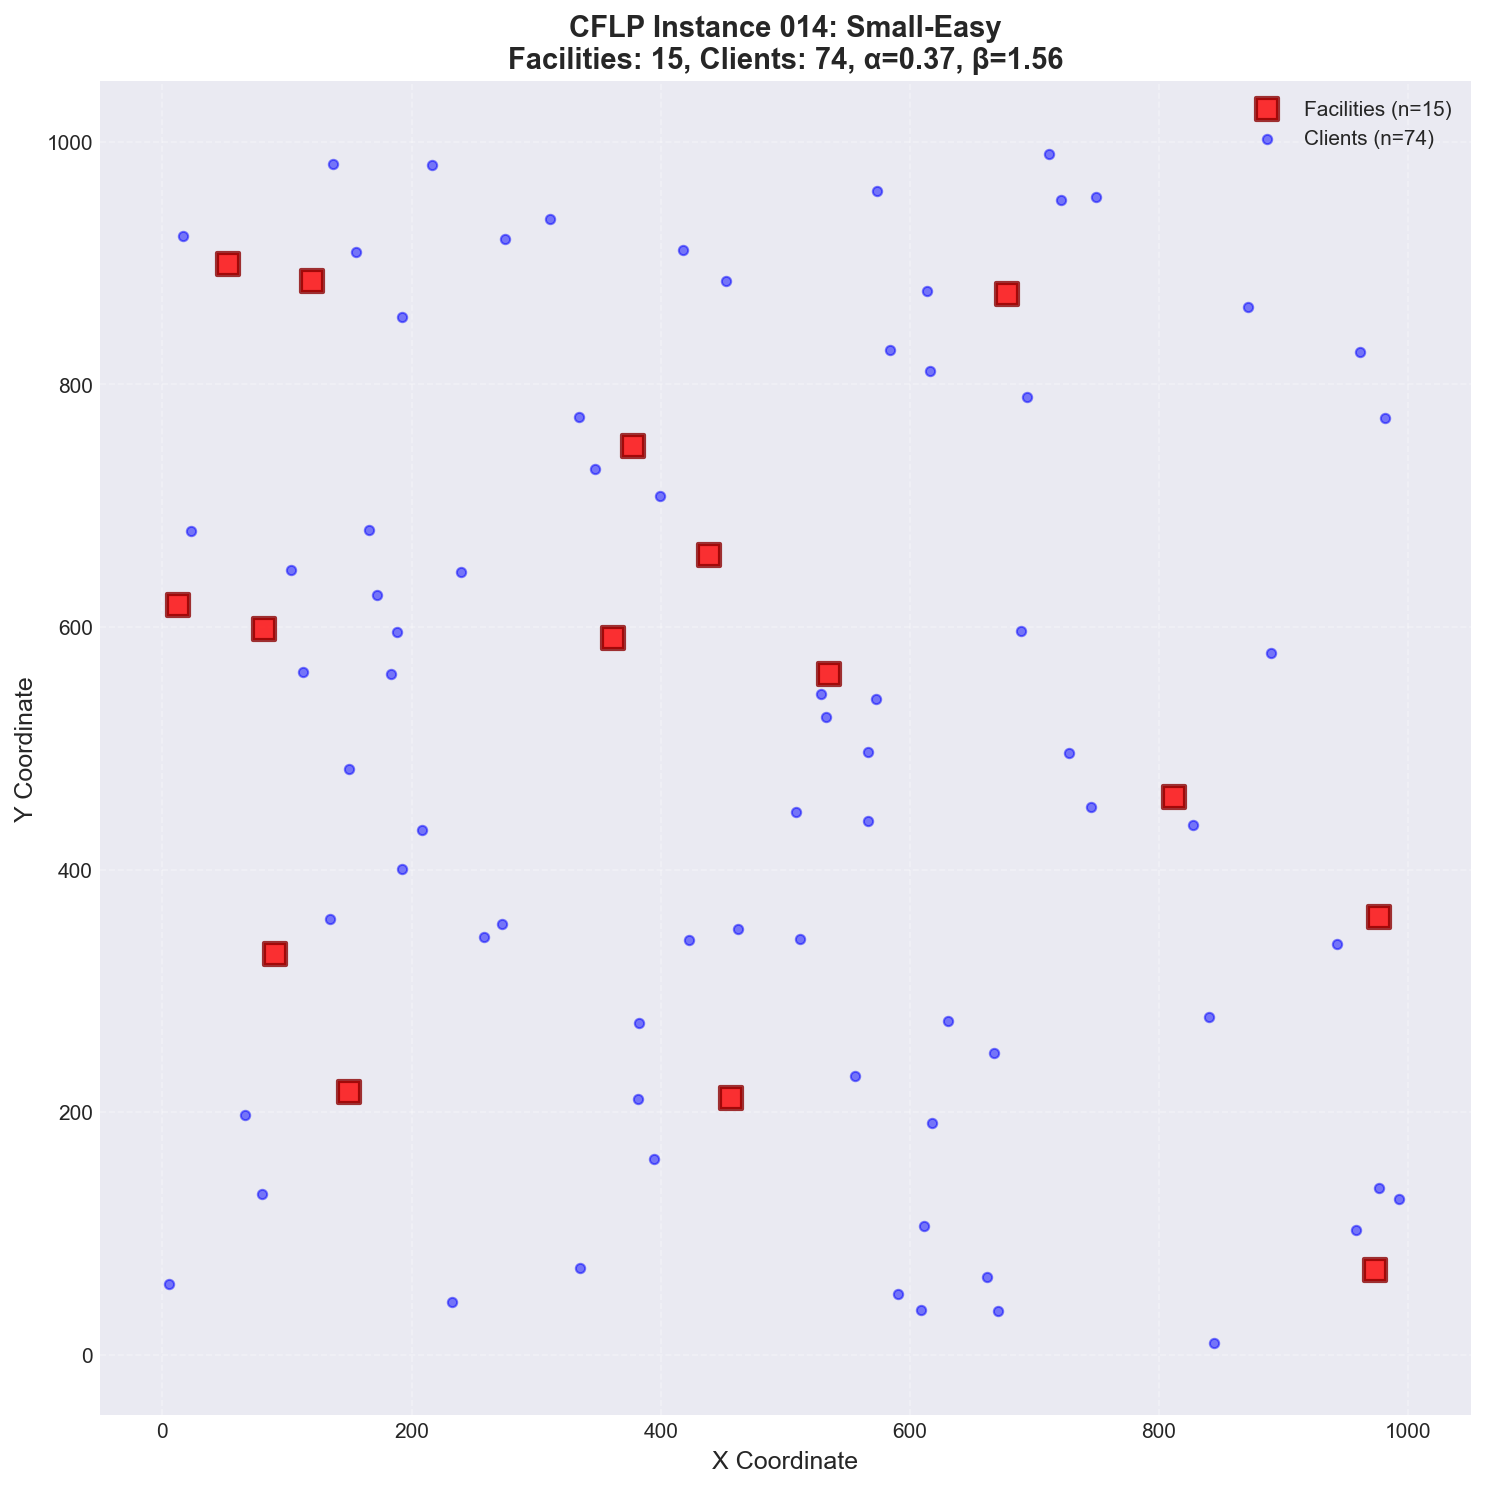 CFLP Instance 014: Small-Easy
Facilities: 15, Clients: 74, α=0.37, β=1.56
Facilities (n=15)
Clients (n=74)
1000
800
600
400
200
0
Y Coordinate
0 200 400 600 800 1000
X Coordinate